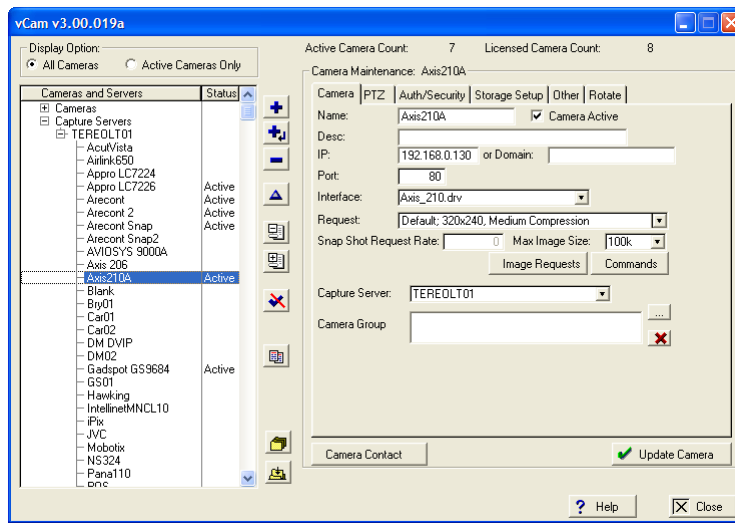 vCam v3.00.019a
Display Option:
All Cameras Active Cameras Only
Active Camera Count: 7 Licensed Camera Count: 8
Camera Maintenance: Axis210A
Cameras and Servers Status
Cameras
Capture Servers
TEREOLT01
AcutVista
Airlink650
Appro LC7224
Appro LC7226 Active
Arecont Active
Arecont 2 Active
Arecont Snap Active
Arecont Snap2
AVIOSYS 9000A
Axis 206
Axis210A Active
Blank
Bry01
Car01
Car02
DM DVIP
DM02
Gadspot GS9684 Active
GS01
Hawking
IntellinetMNCL10
iPix
JVC
Mobotix
NS324
Pana110
POS
Camera PTZ Auth/Security Storage Setup Other Rotate
Name: Axis210A Camera Active
Desc:
IP: 192.168.0.130 or Domain:
Port: 80
Interface: Axis_210.drv
Request: Default; 320x240, Medium Compression
Snap Shot Request Rate: 0 Max Image Size: 100k
Image Requests Commands
Capture Server: TEREOLT01
Camera Group
...
Camera Contact Update Camera
? Help Close